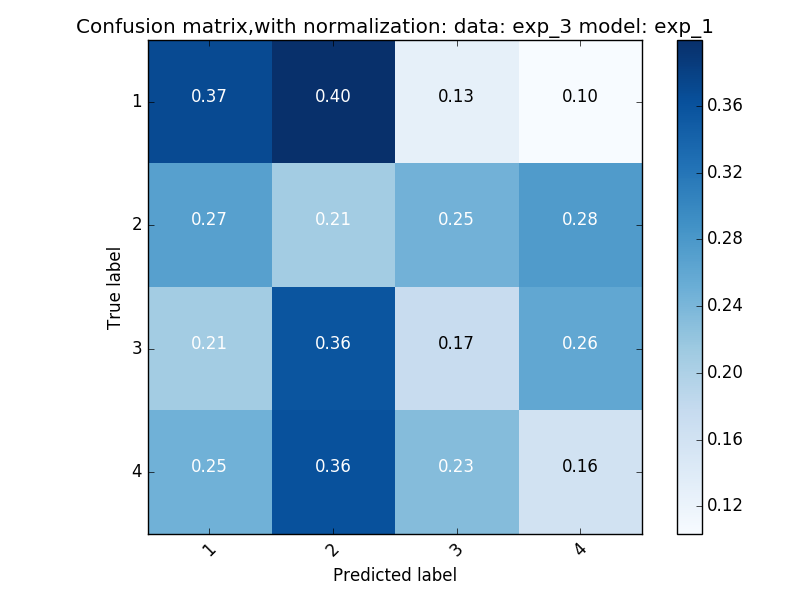 Confusion matrix,with normalization: data: exp_3 model: exp_1
1 0.37 0.40 0.13 0.10
2 0.27 0.21 0.25 0.28
3 0.21 0.36 0.17 0.26
4 0.25 0.36 0.23 0.16
1 2 3 4
True label
Predicted label
0.36
0.32
0.28
0.24
0.20
0.16
0.12